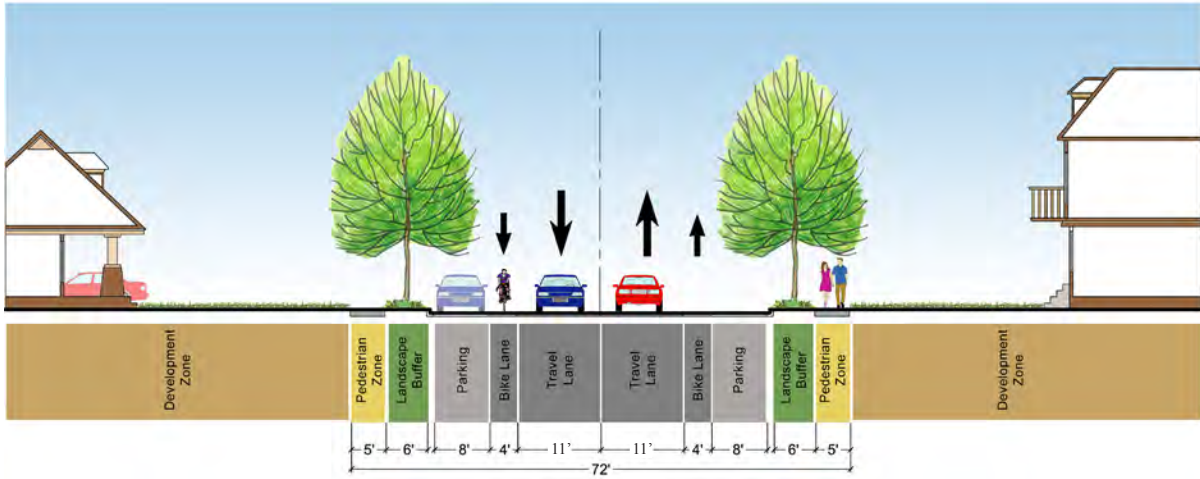 Development
Zone
Pedestrian
Zone
Landscape
Buffer
Parking
Bike Lane
Travel
Lane
Travel
Lane
Bike Lane
Parking
Landscape
Buffer
Pedestrian
Zone
Development
Zone
5' 6' 8' 4' 11' 11' 4' 8' 6' 5'
72'